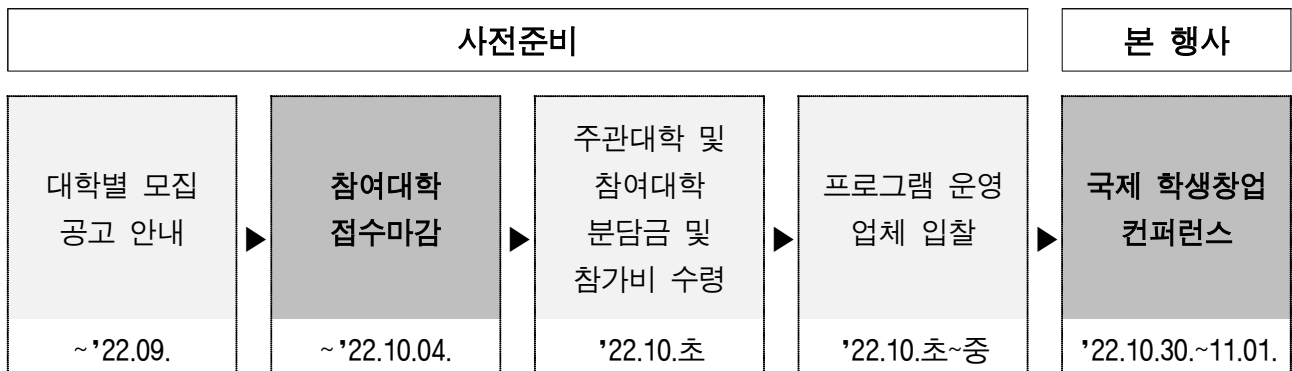 사전준비
본 행사
대학별 모집
공고 안내
▶
참여대학
접수마감
▶
주관대학 및
참여대학
분담금 및
참가비 수령
▶
프로그램 운영
업체 입찰
▶
국제 학생창업
컨퍼런스
~’22.09.
~’22.10.04.
’22.10.초
’22.10.초~중
’22.10.30.~11.01.